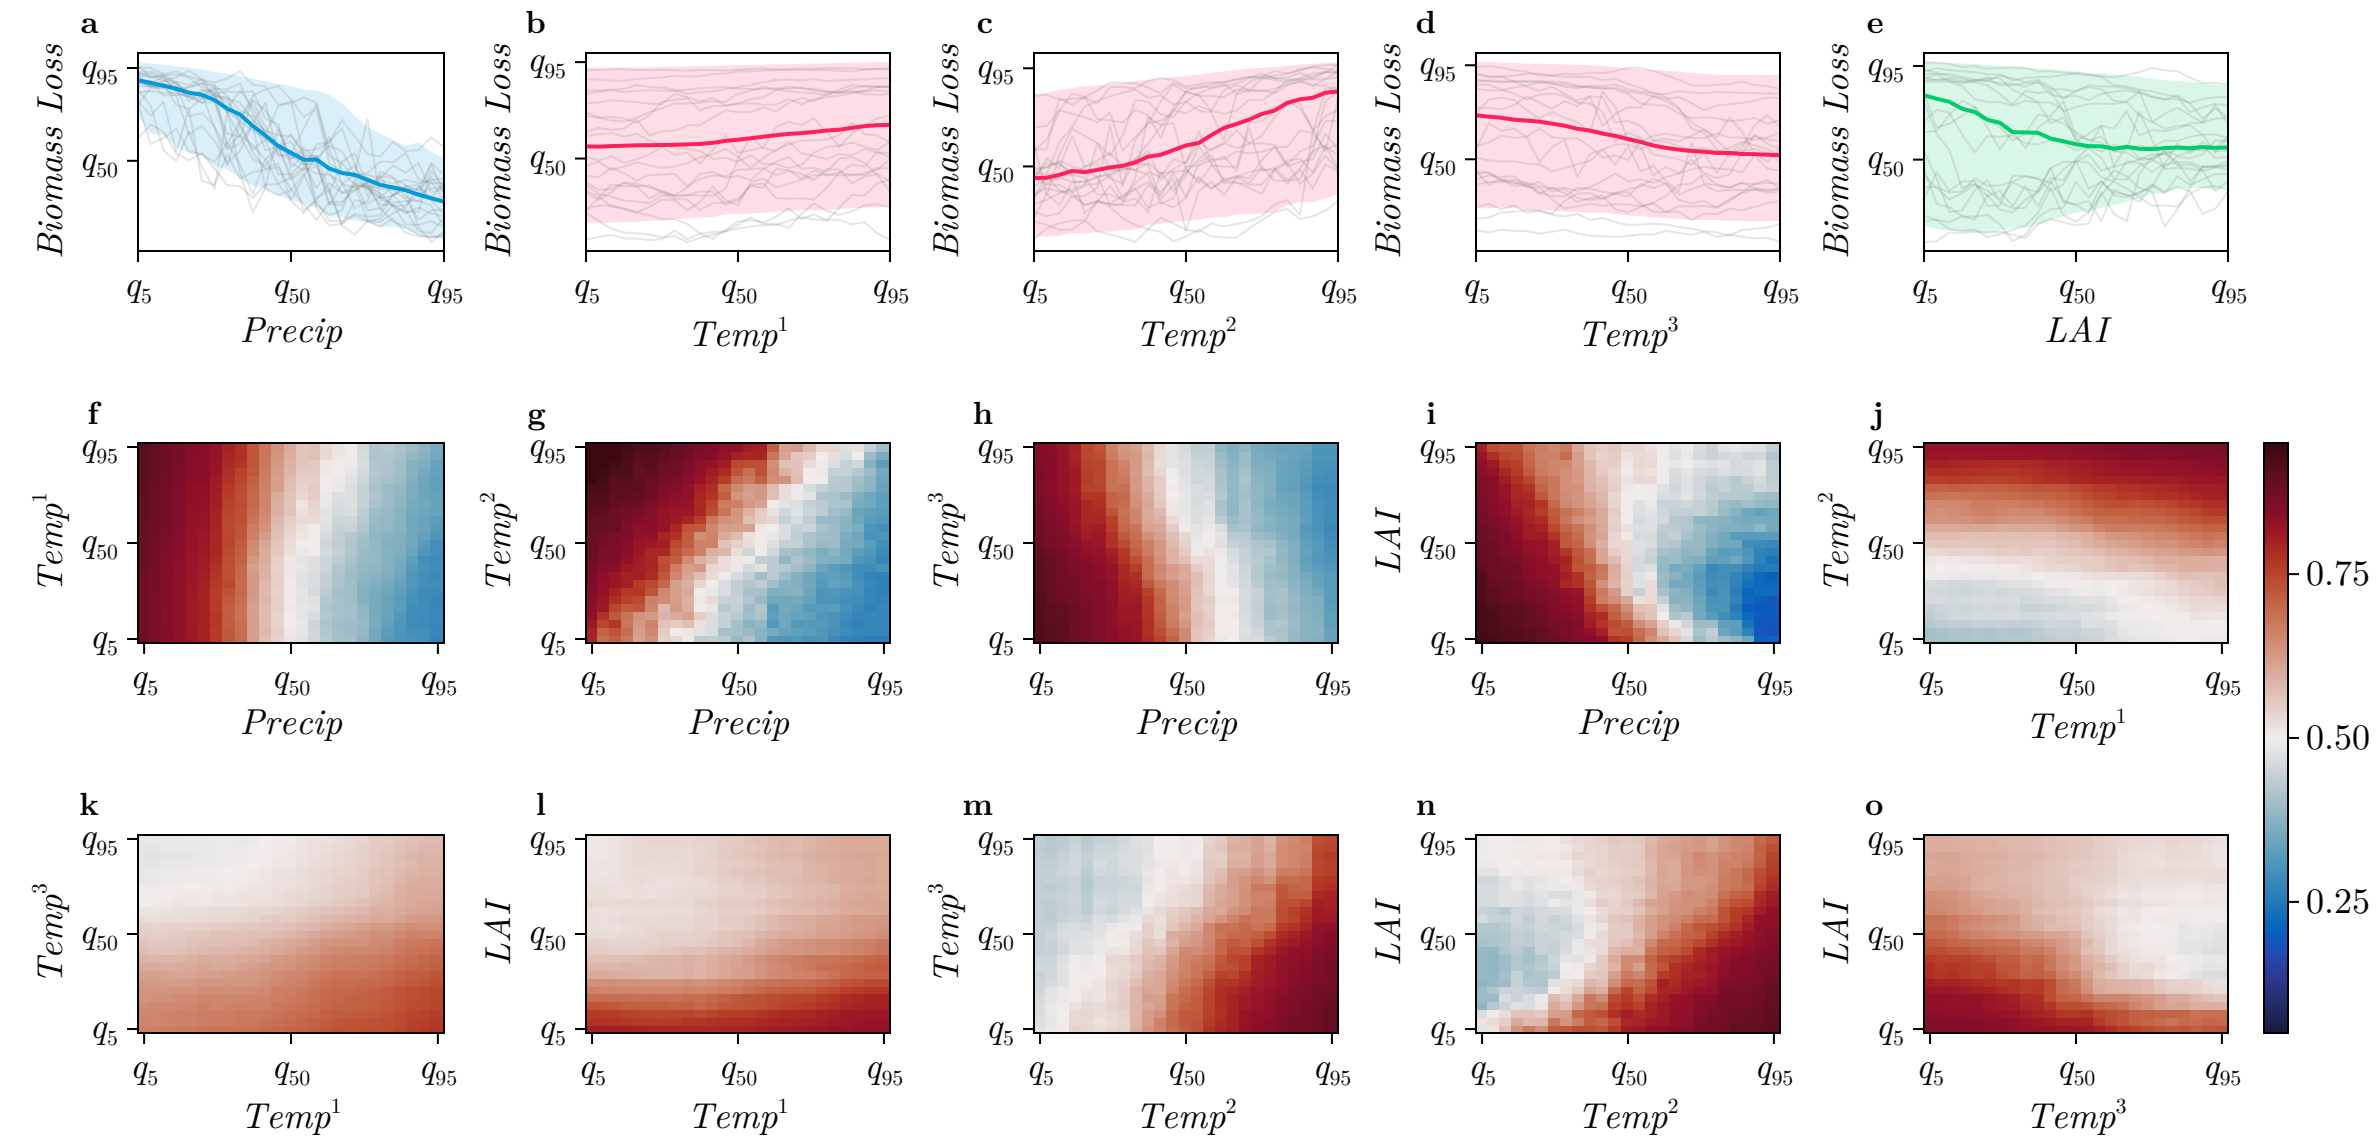 a b c d e
Biomass Loss q95 q50 q5 q50 q95 Precip
Biomass Loss q95 q50 q5 q50 q95 Temp¹
Biomass Loss q95 q50 q5 q50 q95 Temp²
Biomass Loss q95 q50 q5 q50 q95 Temp³
Biomass Loss q95 q50 q5 q50 q95 LAI
f g h i j
Temp¹ q95 q50 q5 q5 q50 q95 Precip
Temp² q95 q50 q5 q5 q50 q95 Precip
Temp³ q95 q50 q5 q5 q50 q95 Precip
LAI q95 q50 q5 q5 q50 q95 Precip
Temp² q95 q50 q5 q5 q50 q95 Temp¹
0.75
0.50
0.25
k l m n o
Temp³ q95 q50 q5 q5 q50 q95 Temp¹
LAI q95 q50 q5 q5 q50 q95 Temp¹
Temp³ q95 q50 q5 q5 q50 q95 Temp²
LAI q95 q50 q5 q5 q50 q95 Temp²
LAI q95 q50 q5 q5 q50 q95 Temp³